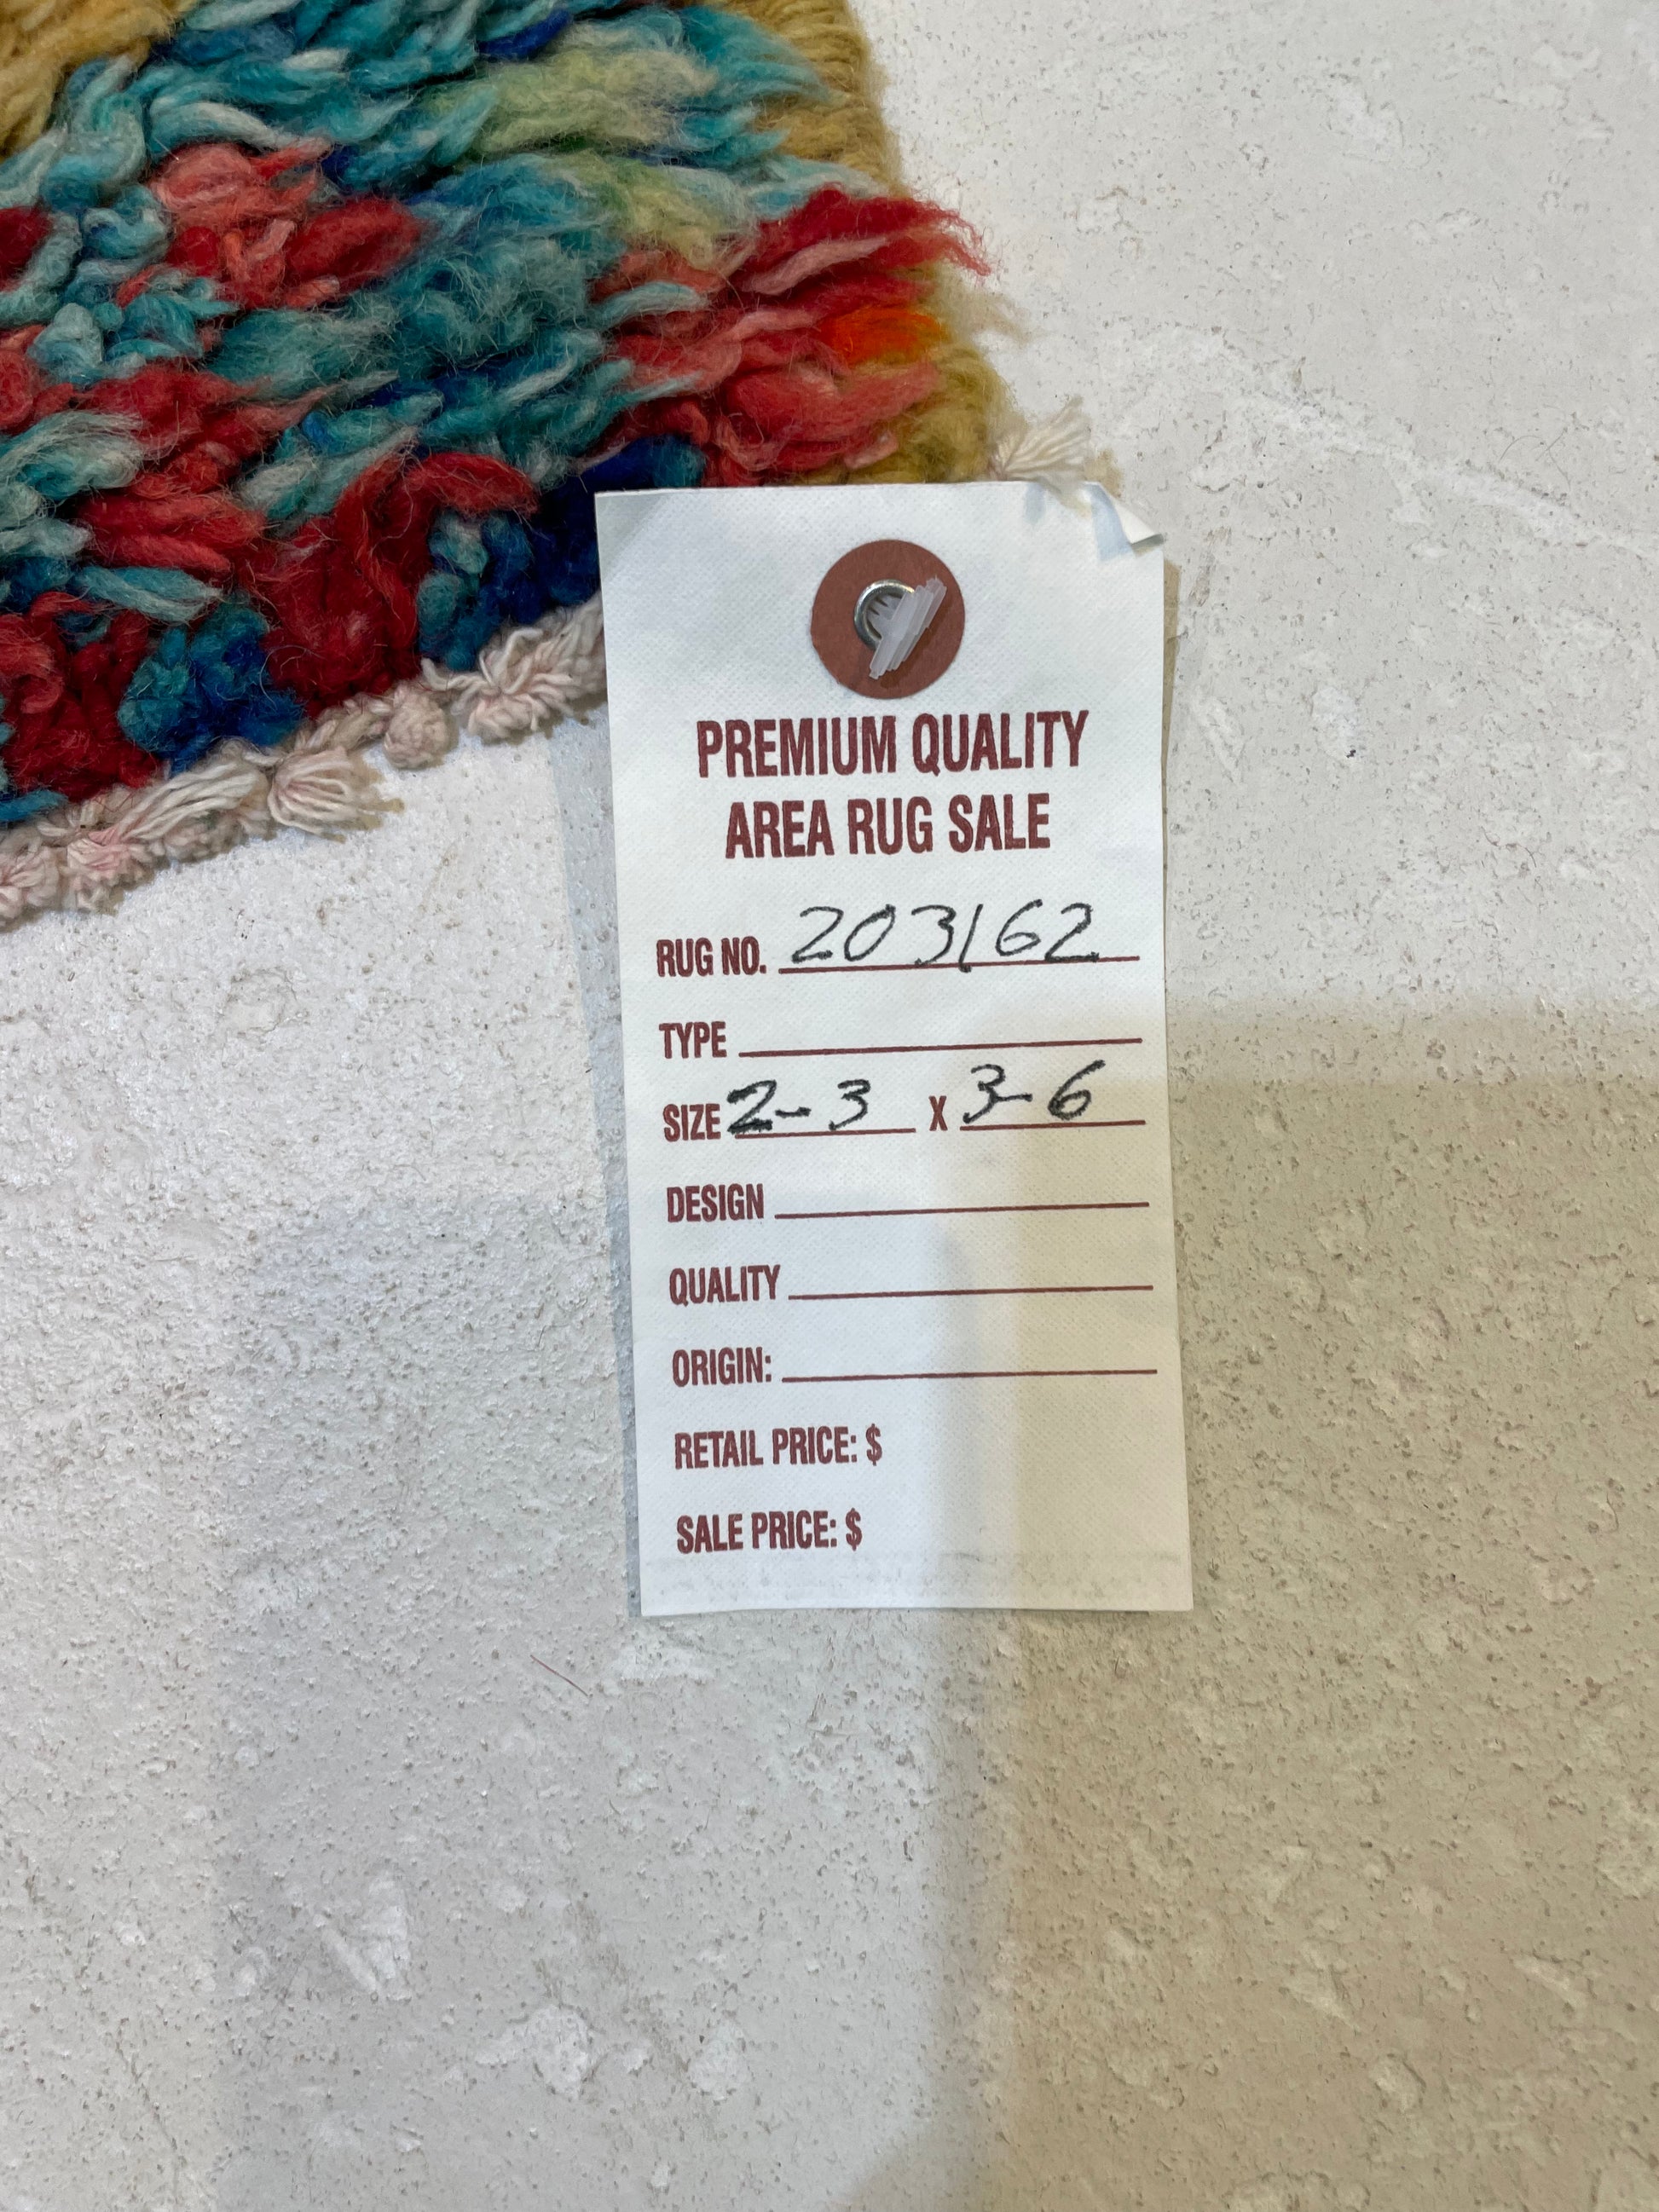 PREMIUM QUALITY
AREA RUG SALE
RUG NO. 203162
TYPE
SIZE 2-3 X 3-6
DESIGN
QUALITY
ORIGIN:
RETAIL PRICE: $
SALE PRICE: $